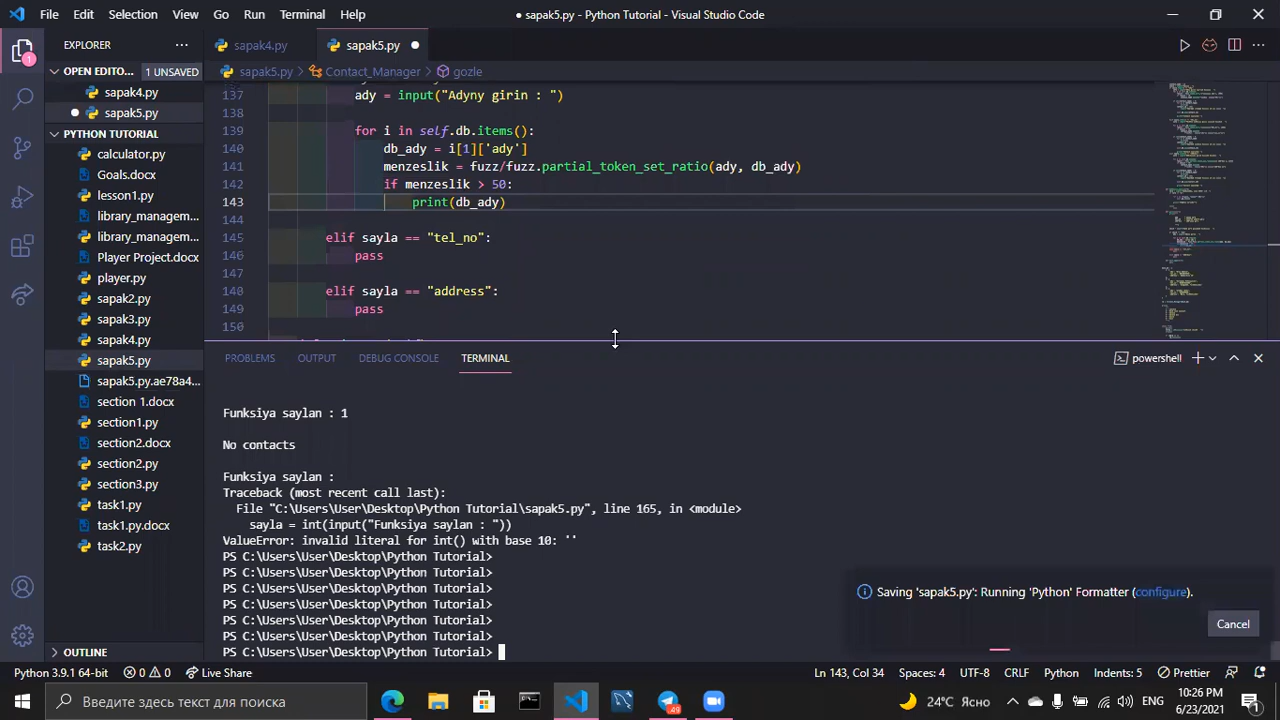 File Edit Selection View Go Run Terminal Help
● sapak5.py - Python Tutorial - Visual Studio Code
EXPLORER
sapak4.py
sapak5.py
OPEN EDITO... 1 UNSAVED
sapak5.py > Contact_Manager > gozle
sapak4.py
sapak5.py
PYTHON TUTORIAL
calculator.py
Goals.docx
lesson1.py
library_managem...
library_managem...
Player Project.docx
player.py
sapak2.py
sapak3.py
sapak4.py
sapak5.py
sapak5.py.ae78a4...
section 1.docx
section1.py
section2.docx
section2.py
section3.py
task1.py
task1.py.docx
task2.py
OUTLINE
137 ady = input("Adyny girin : ")
138
139 for i in self.db.items():
140 db_ady = i[1]['ady']
141 menzeslik = self.fuzz.partial_token_set_ratio(ady, db_ady)
142 if menzeslik > 50:
143 print(db_ady)
144
145 elif sayla == "tel_no":
146 pass
147
148 elif sayla == "address":
149 pass
150
PROBLEMS OUTPUT DEBUG CONSOLE TERMINAL
powershell
Funksiya saylan : 1
No contacts
Funksiya saylan :
Traceback (most recent call last):
File "C:\Users\User\Desktop\Python Tutorial\sapak5.py", line 165, in <module>
sayla = int(input("Funksiya saylan : "))
ValueError: invalid literal for int() with base 10: ''
PS C:\Users\User\Desktop\Python Tutorial>
PS C:\Users\User\Desktop\Python Tutorial>
PS C:\Users\User\Desktop\Python Tutorial>
PS C:\Users\User\Desktop\Python Tutorial>
PS C:\Users\User\Desktop\Python Tutorial>
PS C:\Users\User\Desktop\Python Tutorial>
PS C:\Users\User\Desktop\Python Tutorial>
Saving 'sapak5.py': Running 'Python' Formatter (configure).
Cancel
Python 3.9.1 64-bit 0 0 Live Share
Ln 143, Col 34 Spaces: 4 UTF-8 CRLF Python Indents: 5 Prettier
Введите здесь текст для поиска
49
24°C Ясно
ENG
10:26 PM
6/23/2021
1